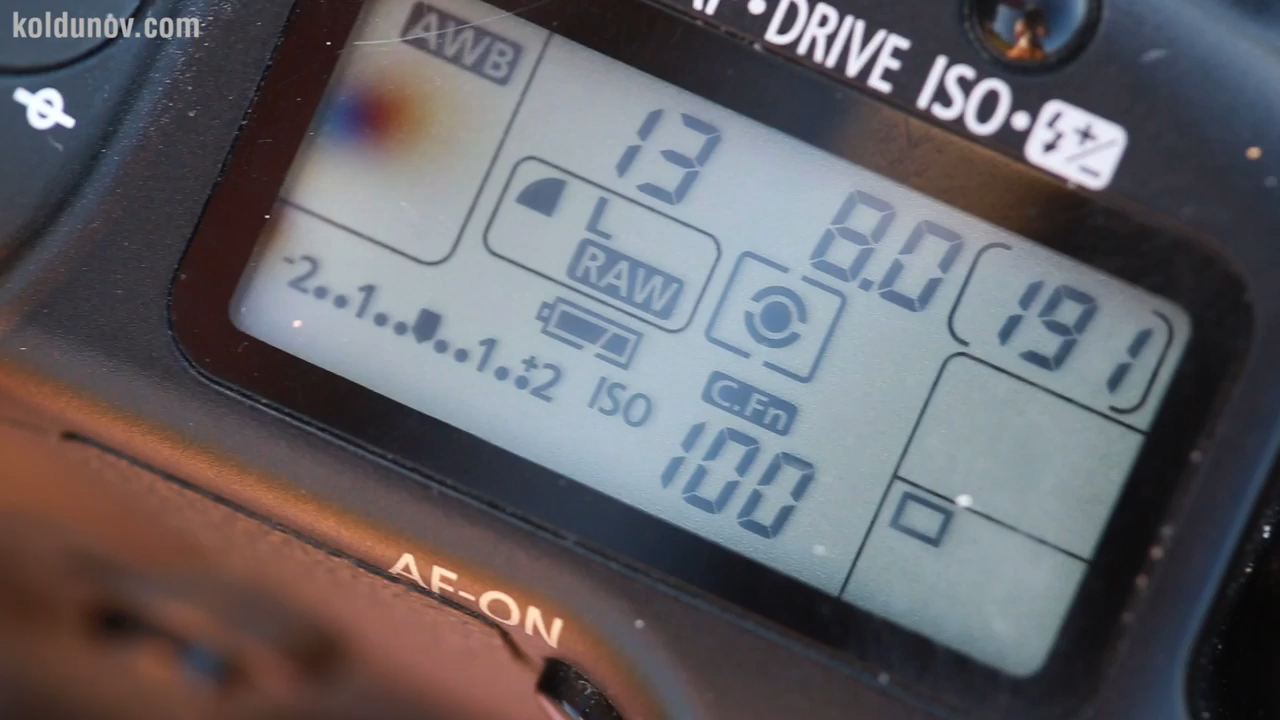 koldunov.com
AF•DRIVE ISO•
AWB
13
8.0
L
RAW
191
-2..1...1..+2
ISO
C.Fn
100
AF-ON